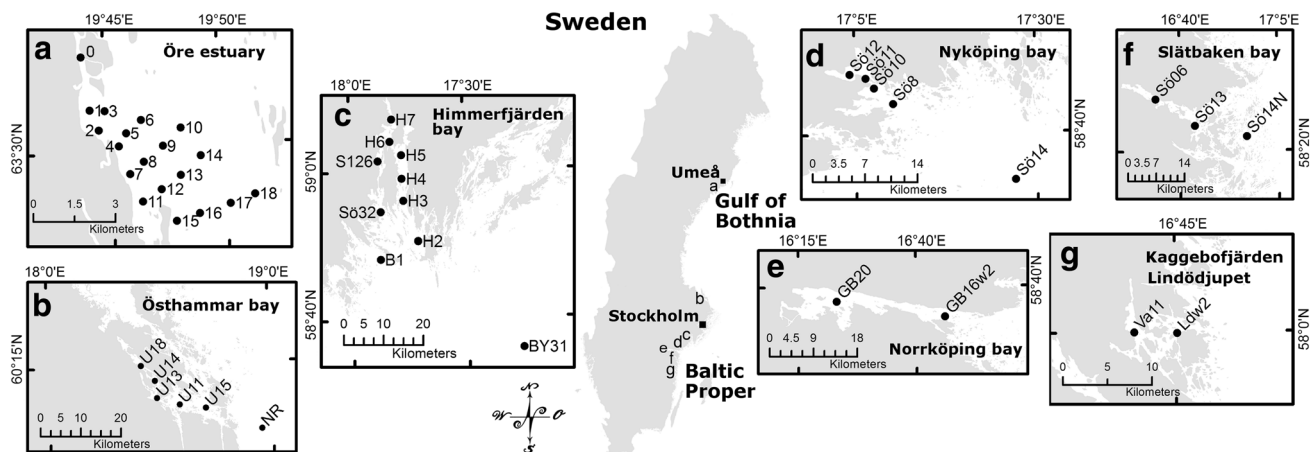 Sweden
19°45'E
19°50'E
a
Öre estuary
0
1
3
6
2
5
10
4
9
8
14
7
13
12
18
11
17
16
15
63°30'N
0
1.5
3
Kilometers
18°0'E
19°0'E
b
Östhammar bay
60°15'N
U18
U14
U13
U11
U15
NR
0
5
10
20
Kilometers
18°0'E
17°30'E
c
Himmerfjärden
bay
H7
H6
S126
H5
H4
H3
Sö32
H2
B1
BY31
59°0'N
58°40'N
0
5
10
20
Kilometers
N
W
O
S
Umeå
a
Gulf of
Bothnia
b
Stockholm
c
d
e
f
g
Baltic
Proper
17°5'E
17°30'E
d
Nyköping bay
Sö12
Sö11
Sö10
Sö8
Sö14
58°40'N
0
3.5
7
14
Kilometers
16°15'E
16°40'E
e
GB20
GB16w2
58°40'N
0
4.5
9
18
Kilometers
Norrköping bay
16°40'E
17°5'E
f
Slätbaken bay
Sö06
Sö13
Sö14N
58°20'N
0
3.5
7
14
Kilometers
16°45'E
g
Kaggebofjärden
Lindödjupet
Va11
Ldw2
58°0'N
0
5
10
Kilometers